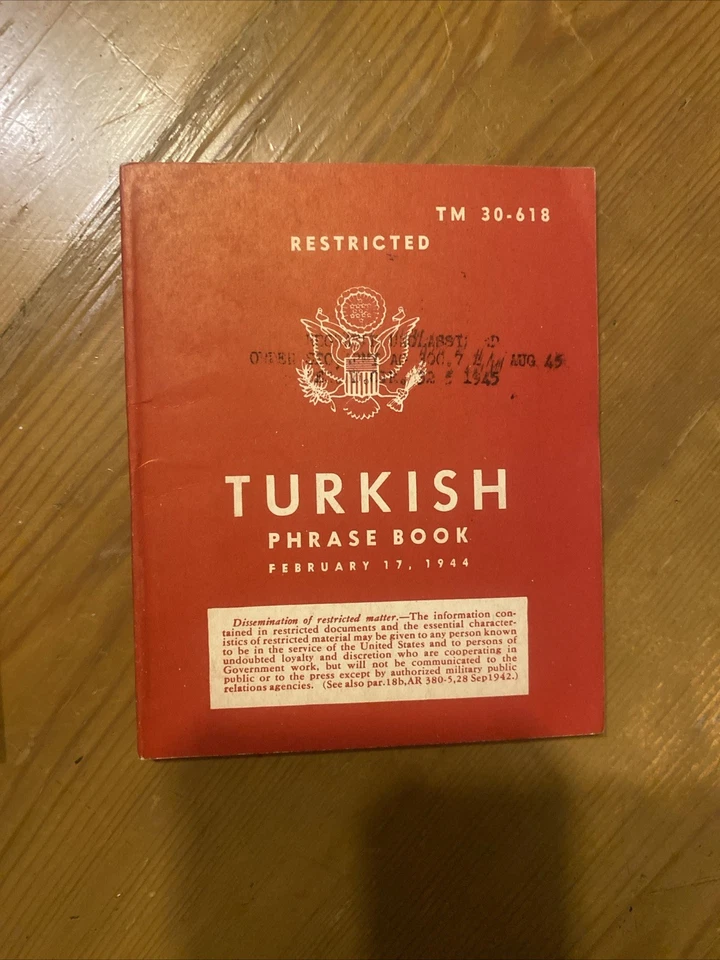 TM 30-618
RESTRICTED
UNCLASSI
AUG. 45
1945
TURKISH
PHRASE BOOK
FEBRUARY 17, 1944
Dissemination of restricted matter.—The information con-
tained in restricted documents and the essential character-
istics of restricted material may be given to any person known
to be in the service of the United States and to persons of
undoubted loyalty and discretion who are cooperating in
Government work, but will not be communicated to the
public or to the press except by authorized military public
relations agencies. (See also par.18b,AR 380-5,28 Sep1942.)